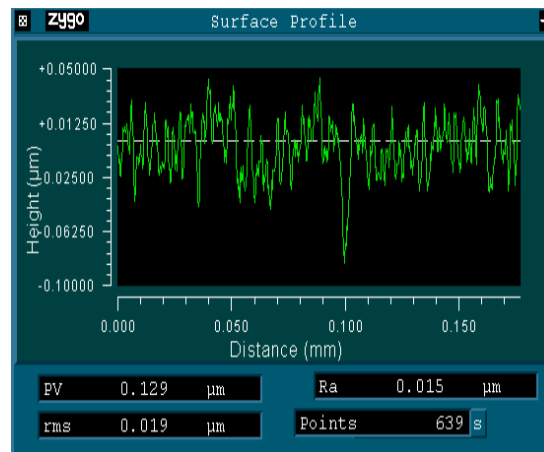 zygo Surface Profile
+0.05000
+0.01250
-0.02500
-0.06250
-0.10000
Height (µm)
0.000 0.050 0.100 0.150
Distance (mm)
PV 0.129 µm Ra 0.015 µm
rms 0.019 µm Points 639 s